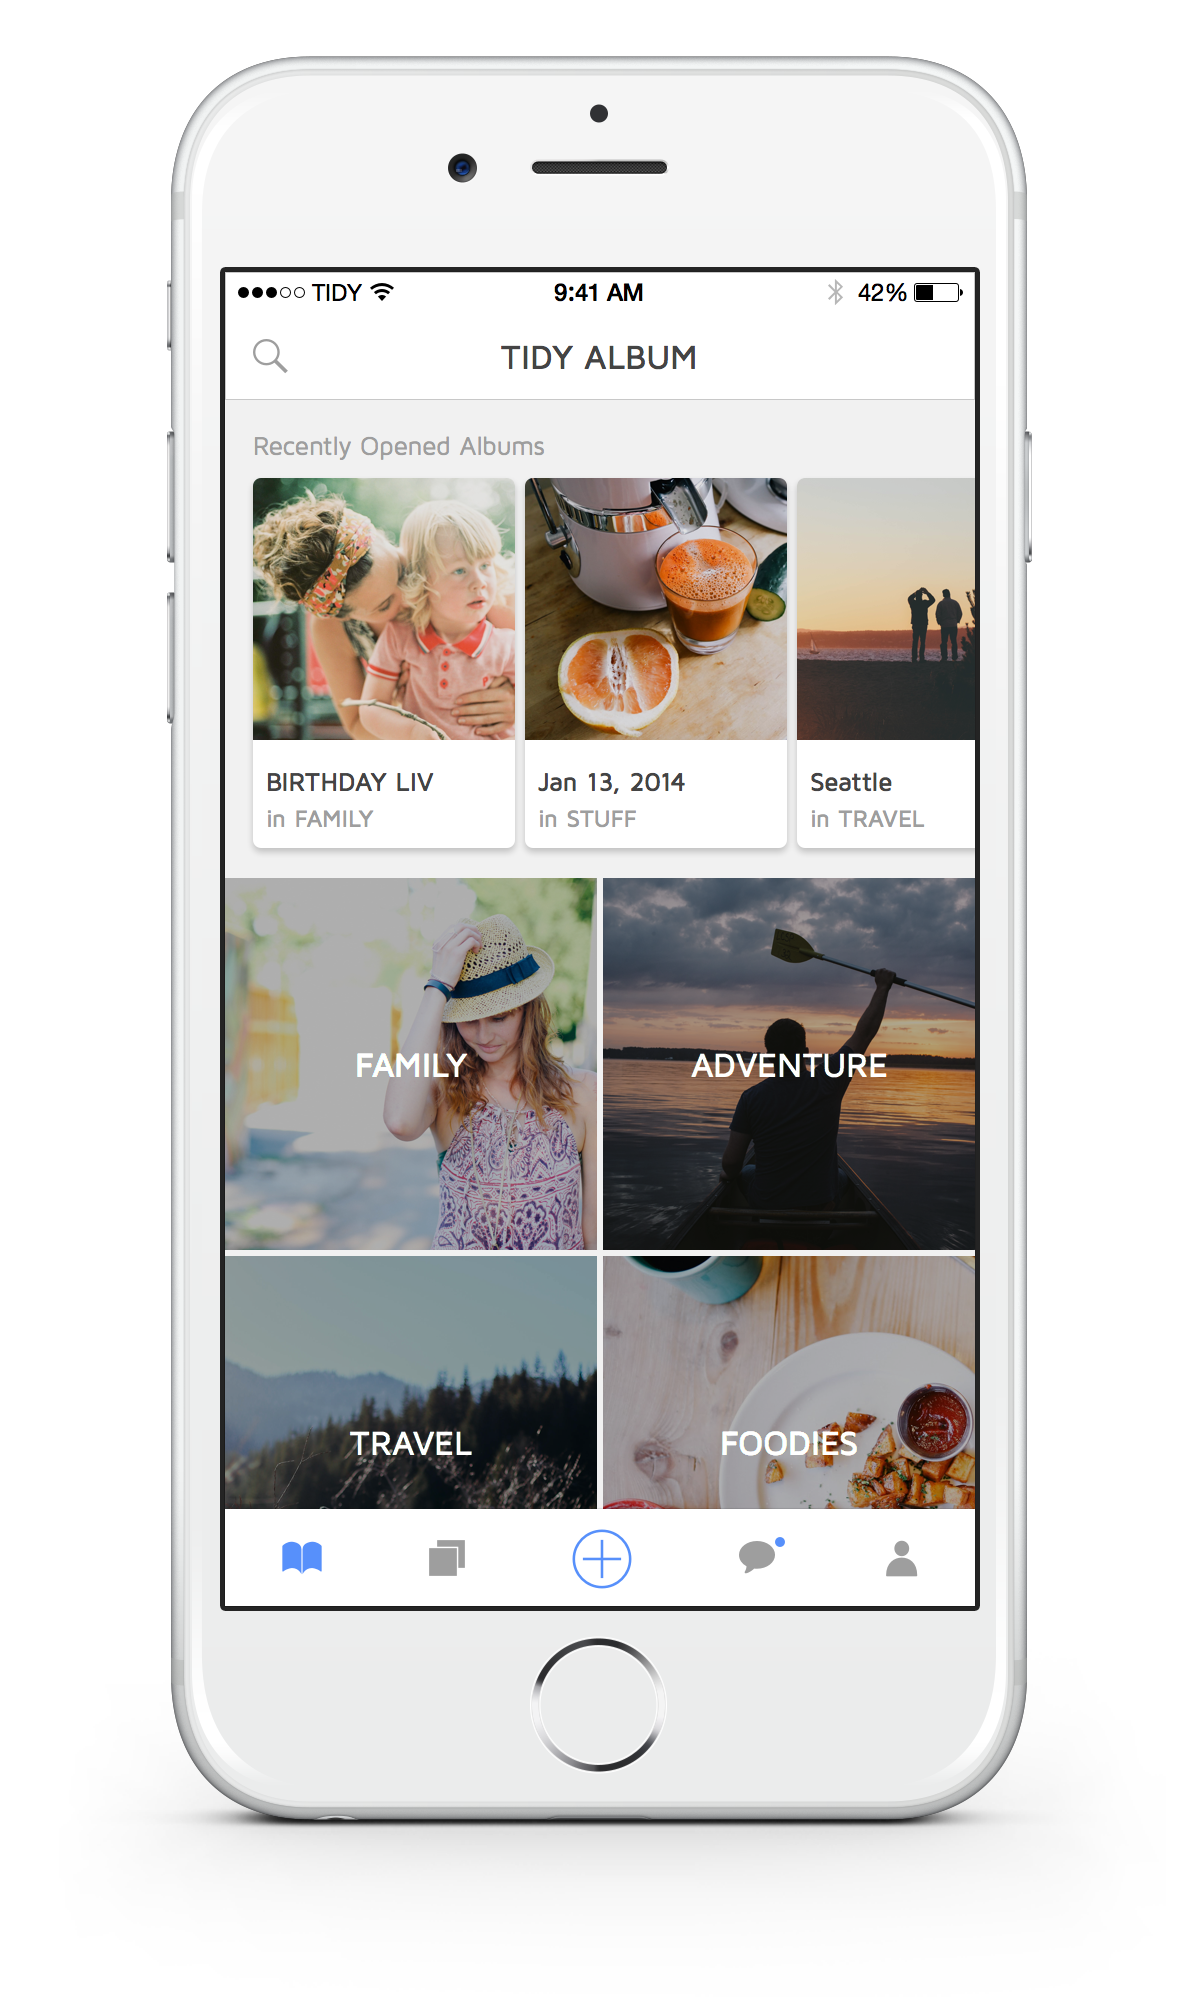 TIDY 9:41 AM 42%
TIDY ALBUM
Recently Opened Albums
BIRTHDAY LIV
in FAMILY
Jan 13, 2014
in STUFF
Seattle
in TRAVEL
FAMILY
ADVENTURE
TRAVEL
FOODIES